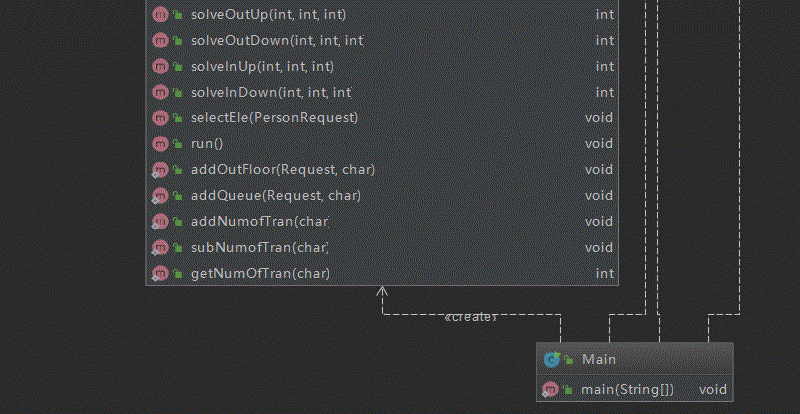 solveOutUp(int, int, int) int
solveOutDown(int, int, int int
solveInUp(int, int, int) int
solveInDown(int, int, int int
selectEle(PersonRequest) void
run() void
addOutFloor(Request, char) void
addQueue(Request, char) void
addNumofTran(char void
subNumofTran(char) void
getNumOfTran(char) int
«create»
Main
main(String[]) void